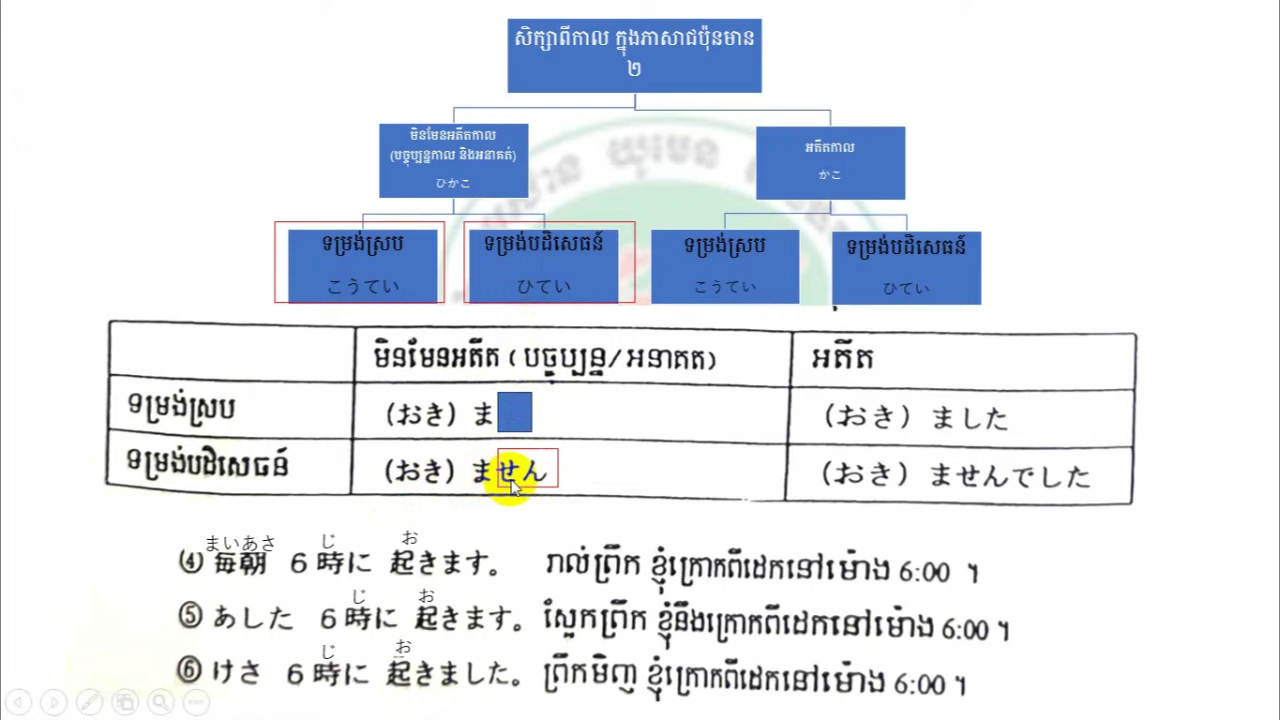 សិក្សាពីកាល ក្នុងភាសាជប៉ុនមាន
២
មិនមែនអតីតកាល
(បច្ចុប្បន្នកាល និងអនាគត់)
ひかこ
អតីតកាល
かこ
ទម្រង់ស្រប
こうてい
ទម្រង់បដិសេធន៍
ひてい
ទម្រង់ស្រប
こうてい
ទម្រង់បដិសេធន៍
ひてい
មិនមែនអតីត (បច្ចុប្បន្ន/អនាគត) អតីត
ទម្រង់ស្រប (おき) ま (おき) ました
ទម្រង់បដិសេធន៍ (おき) ません (おき) ませんでした
まいあさ じ お
④ 毎朝 6時に 起きます。 រាល់ព្រឹក ខ្ញុំក្រោកពីដេកនៅម៉ោង 6:00 ។
じ お
⑤ あした 6時に 起きます。 ស្អែកព្រឹក ខ្ញុំនឹងក្រោកពីដេកនៅម៉ោង 6:00 ។
じ お
⑥ けさ 6時に 起きました。 ព្រឹកមិញ ខ្ញុំក្រោកពីដេកនៅម៉ោង 6:00 ។